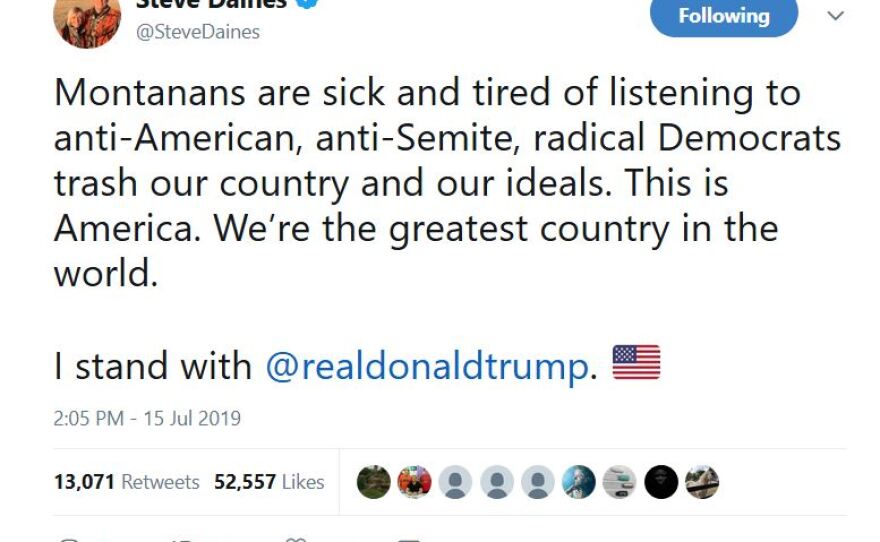 Steve Daines
@SteveDaines
Following
Montanans are sick and tired of listening to
anti-American, anti-Semite, radical Democrats
trash our country and our ideals. This is
America. We’re the greatest country in the
world.
I stand with @realdonaldtrump. 🇺🇸
2:05 PM - 15 Jul 2019
13,071 Retweets 52,557 Likes